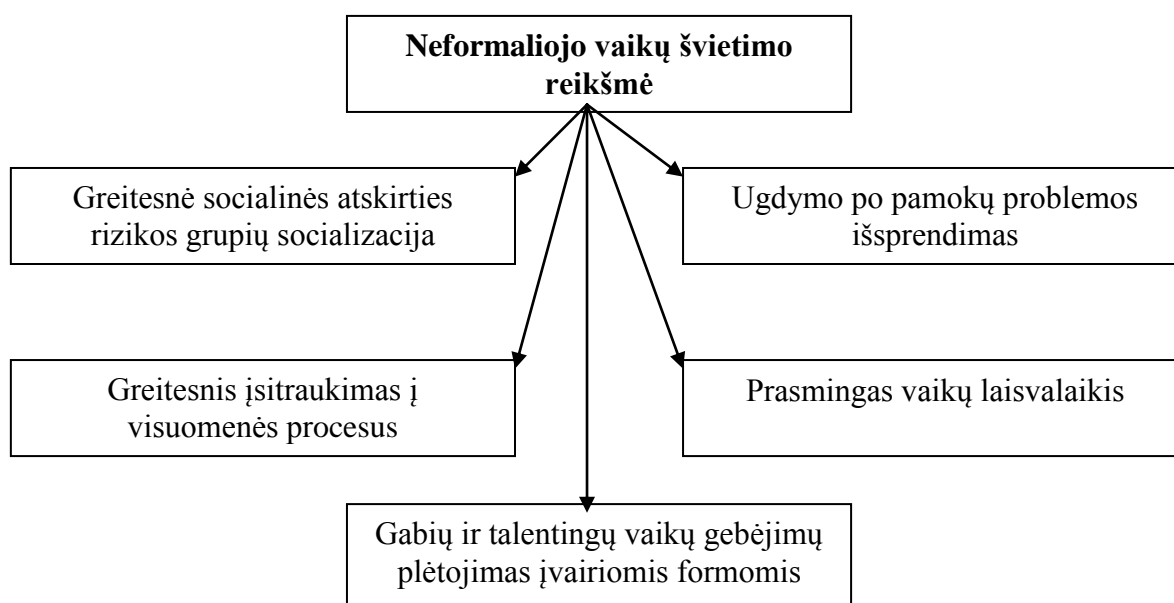 Neformaliojo vaikų švietimo
reikšmė
Greitesnė socialinės atskirties
rizikos grupių socializacija
Ugdymo po pamokų problemos
išsprendimas
Greitesnis įsitraukimas į
visuomenės procesus
Prasmingas vaikų laisvalaikis
Gabių ir talentingų vaikų gebėjimų
plėtojimas įvairiomis formomis